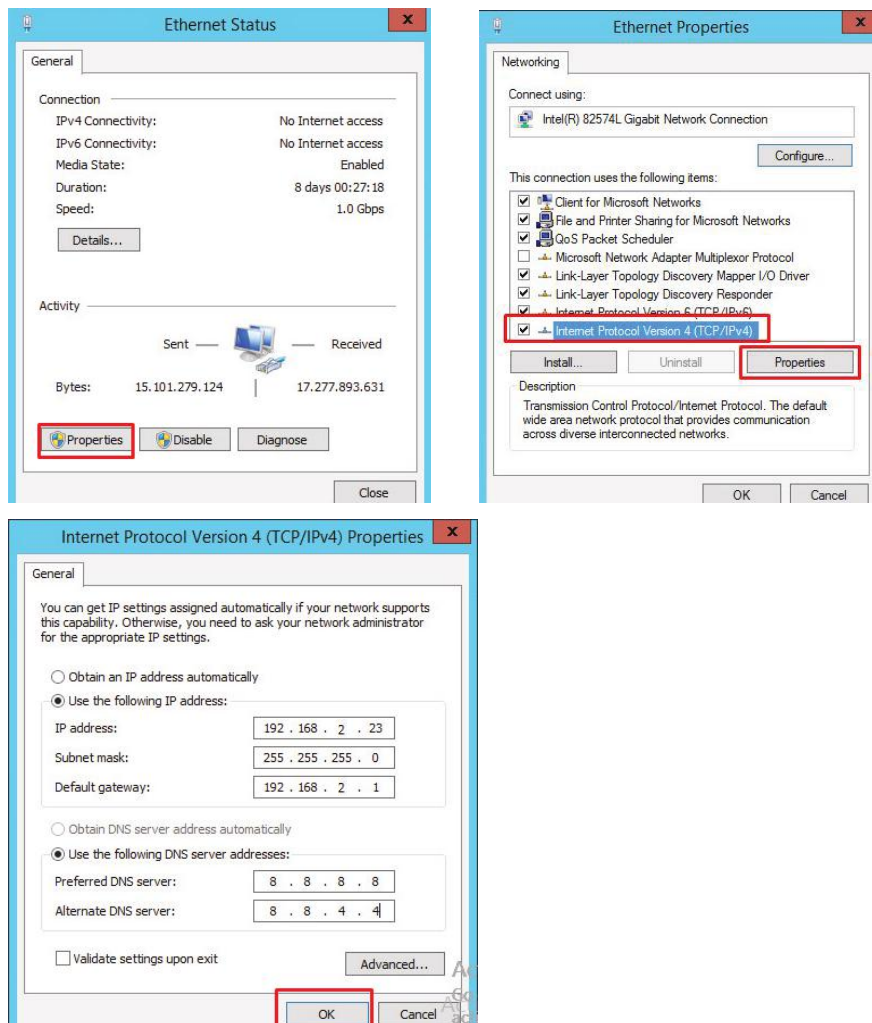 Ethernet Status
General
Connection
IPv4 Connectivity: No Internet access
IPv6 Connectivity: No Internet access
Media State: Enabled
Duration: 8 days 00:27:18
Speed: 1.0 Gbps
Details...
Activity
Sent — — Received
Bytes: 15.101.279.124 17.277.893.631
Properties Disable Diagnose
Close
Ethernet Properties
Networking
Connect using:
Intel(R) 82574L Gigabit Network Connection
Configure...
This connection uses the following items:
Client for Microsoft Networks
File and Printer Sharing for Microsoft Networks
QoS Packet Scheduler
Microsoft Network Adapter Multiplexor Protocol
Link-Layer Topology Discovery Mapper I/O Driver
Link-Layer Topology Discovery Responder
Internet Protocol Version 6 (TCP/IPv6)
Internet Protocol Version 4 (TCP/IPv4)
Install... Uninstall Properties
Description
Transmission Control Protocol/Internet Protocol. The default
wide area network protocol that provides communication
across diverse interconnected networks.
OK Cancel
Internet Protocol Version 4 (TCP/IPv4) Properties
General
You can get IP settings assigned automatically if your network supports
this capability. Otherwise, you need to ask your network administrator
for the appropriate IP settings.
Obtain an IP address automatically
Use the following IP address:
IP address: 192 . 168 . 2 . 23
Subnet mask: 255 . 255 . 255 . 0
Default gateway: 192 . 168 . 2 . 1
Obtain DNS server address automatically
Use the following DNS server addresses:
Preferred DNS server: 8 . 8 . 8 . 8
Alternate DNS server: 8 . 8 . 4 . 4
Validate settings upon exit
Advanced...
OK Cancel